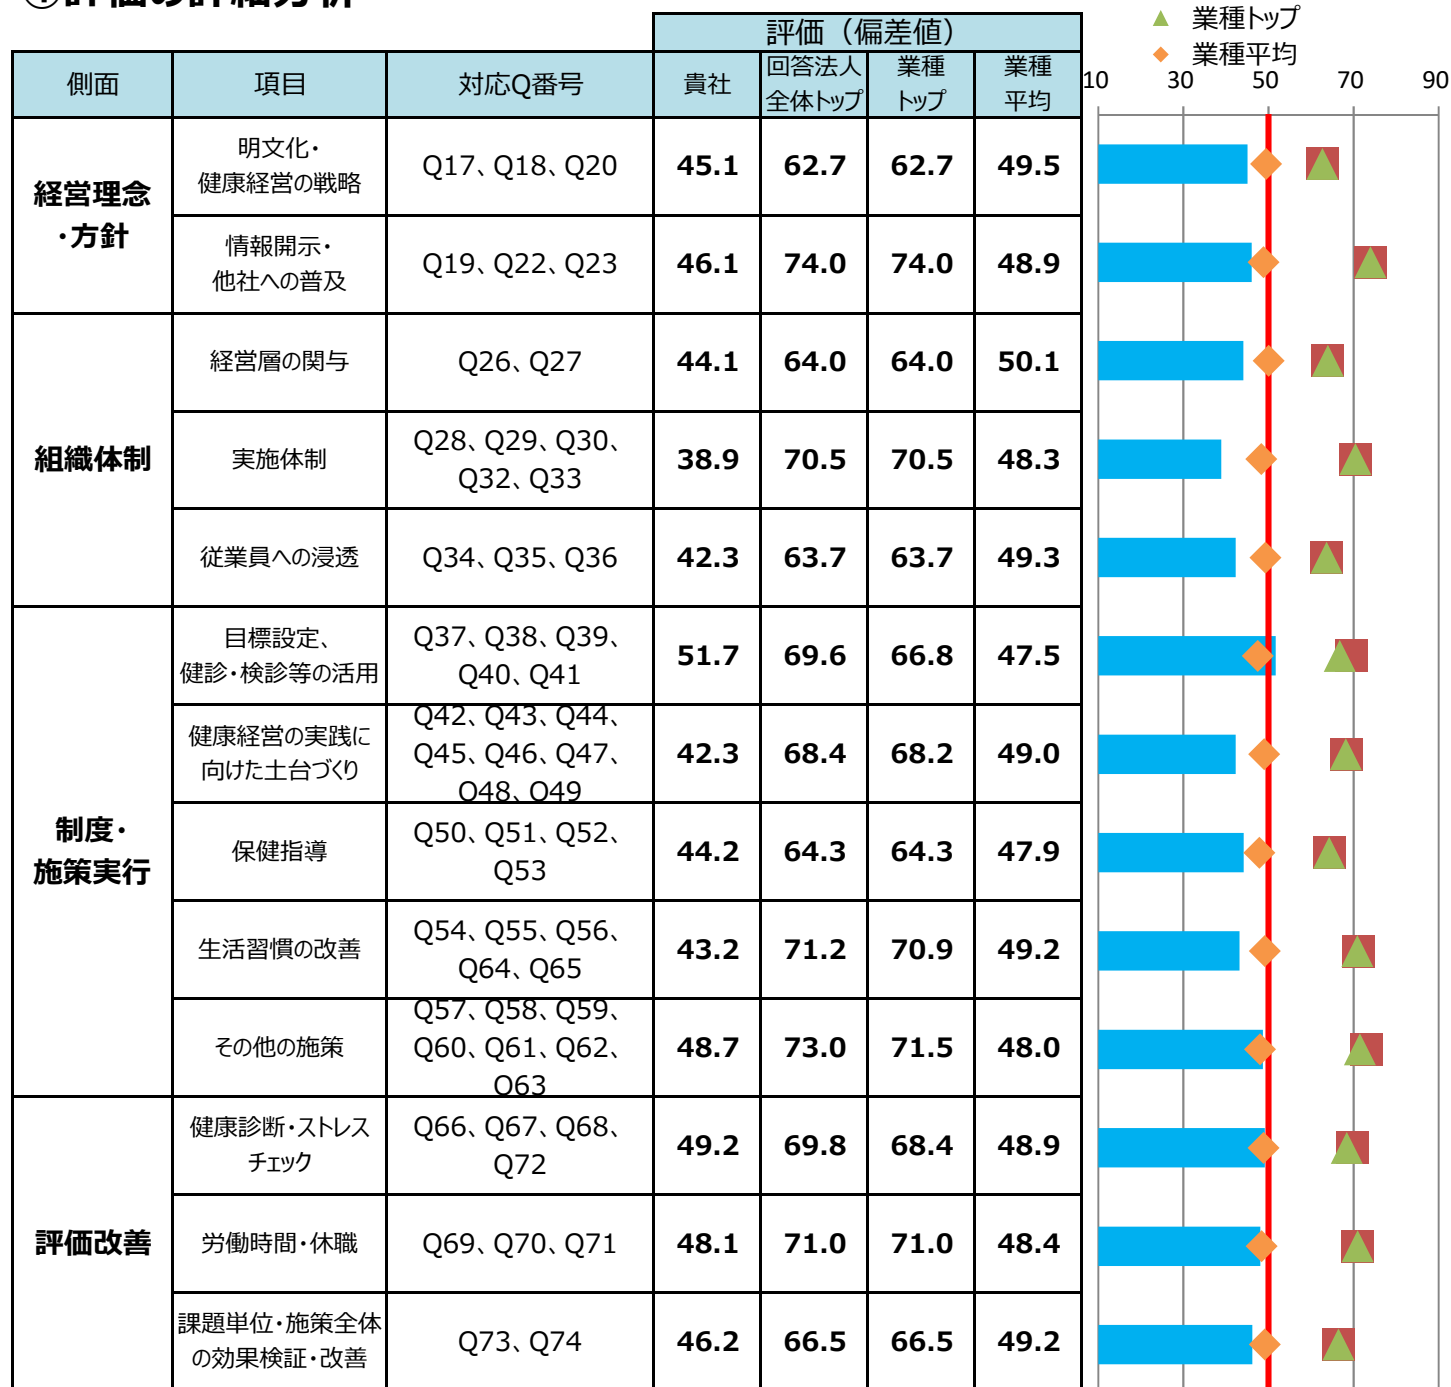 ①評価の詳細分析
▲ 業種トップ
◆ 業種平均
評価（偏差値）
側面 項目 対応Q番号 貴社 回答法人 業種 業種
全体トップ トップ 平均
10 30 50 70 90
経営理念
・方針
明文化・
健康経営の戦略
Q17、Q18、Q20 45.1 62.7 62.7 49.5
情報開示・
他社への普及
Q19、Q22、Q23 46.1 74.0 74.0 48.9
組織体制
経営層の関与 Q26、Q27 44.1 64.0 64.0 50.1
実施体制
Q28、Q29、Q30、
Q32、Q33
38.9 70.5 70.5 48.3
従業員への浸透 Q34、Q35、Q36 42.3 63.7 63.7 49.3
制度・
施策実行
目標設定、
健診・検診等の活用
Q37、Q38、Q39、
Q40、Q41
51.7 69.6 66.8 47.5
健康経営の実践に
向けた土台づくり
Q42、Q43、Q44、
Q45、Q46、Q47、
Q48、Q49
42.3 68.4 68.2 49.0
保健指導
Q50、Q51、Q52、
Q53
44.2 64.3 64.3 47.9
生活習慣の改善
Q54、Q55、Q56、
Q64、Q65
43.2 71.2 70.9 49.2
その他の施策
Q57、Q58、Q59、
Q60、Q61、Q62、
Q63
48.7 73.0 71.5 48.0
評価改善
健康診断・ストレス
チェック
Q66、Q67、Q68、
Q72
49.2 69.8 68.4 48.9
労働時間・休職 Q69、Q70、Q71 48.1 71.0 71.0 48.4
課題単位・施策全体
の効果検証・改善
Q73、Q74 46.2 66.5 66.5 49.2